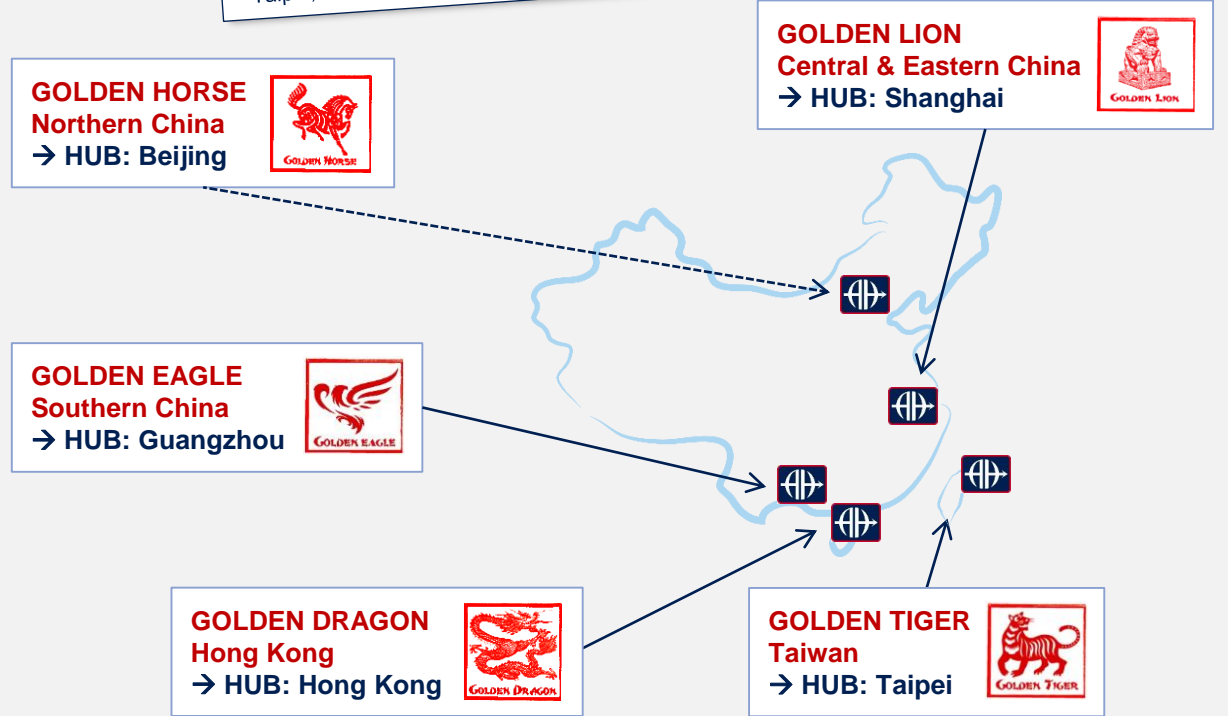 GOLDEN LION
Central & Eastern China
→ HUB: Shanghai
GOLDEN LION
GOLDEN HORSE
Northern China
→ HUB: Beijing
GOLDEN HORSE
GOLDEN EAGLE
Southern China
→ HUB: Guangzhou
GOLDEN EAGLE
GOLDEN DRAGON
Hong Kong
→ HUB: Hong Kong
GOLDEN DRAGON
GOLDEN TIGER
Taiwan
→ HUB: Taipei
GOLDEN TIGER